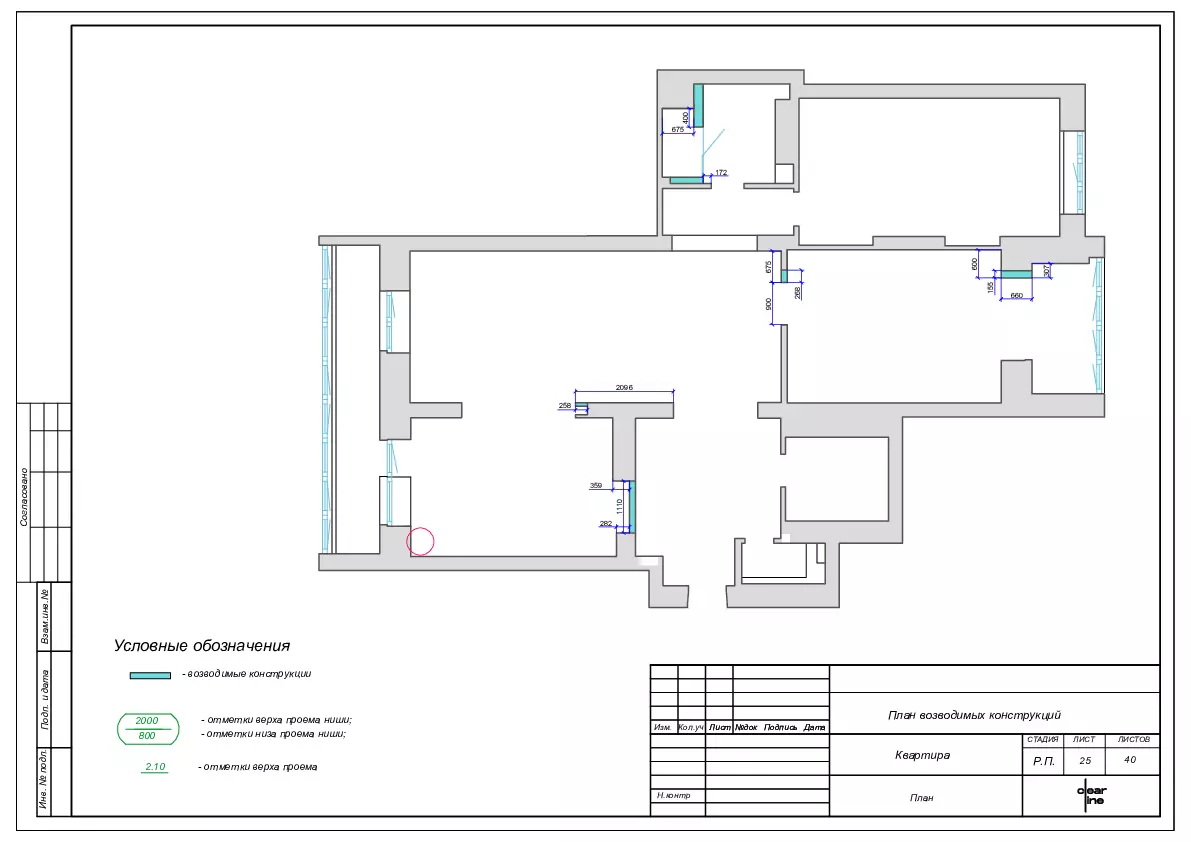 400
675
172
675
268
900
600
155
307
660
2096
258
359
1110
282
Согласовано
Взам.инв.№
Подп. и дата
Инв. № подл.
Условные обозначения
- возводимые конструкции
2000
800
- отметки верха проема, ниши;
- отметки низа проема, ниши;
2.10
- отметки верха проема
Изм. Кол.уч Лист №док Подпись Дата
Н.контр
План возводимых конструкций
Квартира
СТАДИЯ ЛИСТ ЛИСТОВ
Р.П. 25 40
План
clear
line